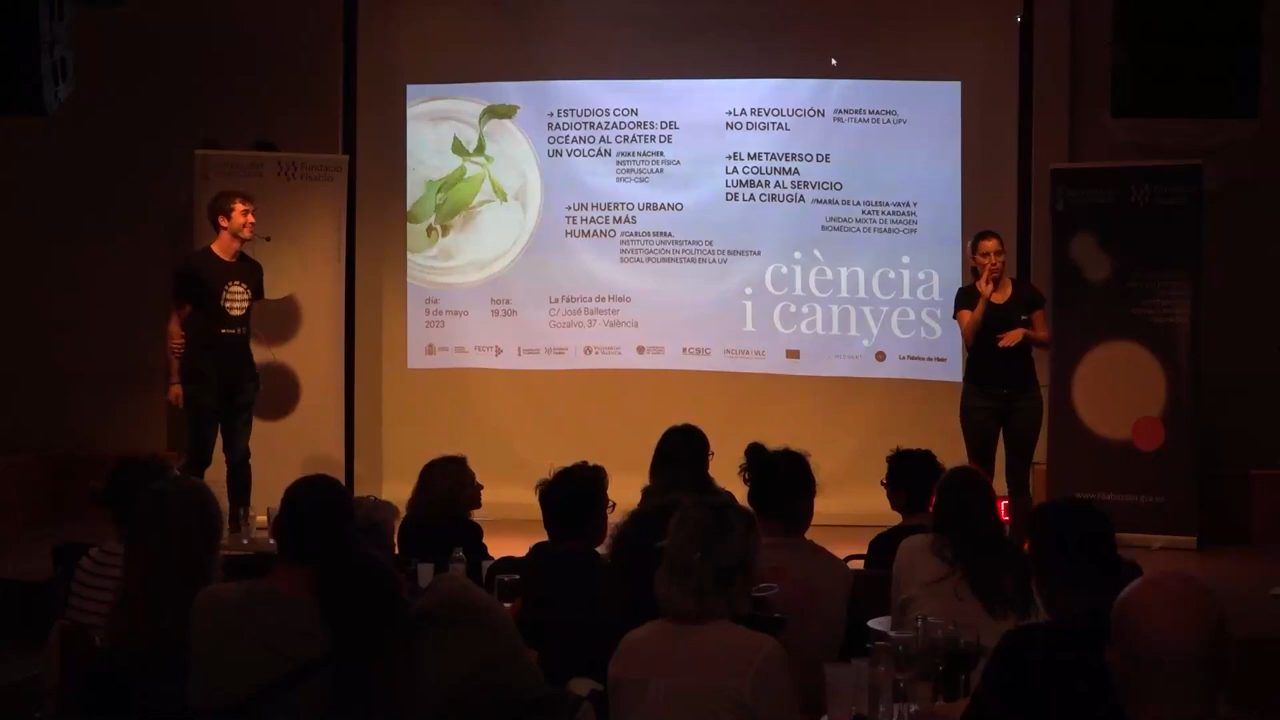 → ESTUDIOS CON
RADIOTRAZADORES: DEL
OCÉANO AL CRÁTER DE
UN VOLCÁN //KIKE NÁCHER,
INSTITUTO DE FÍSICA
CORPUSCULAR
(IFIC)-CSIC
→UN HUERTO URBANO
TE HACE MÁS
HUMANO //CARLOS SERRA,
INSTITUTO UNIVERSITARIO DE
INVESTIGACIÓN EN POLÍTICAS DE BIENESTAR
SOCIAL (POLIBIENESTAR) EN LA UV
→LA REVOLUCIÓN //ANDRÉS MACHO,
NO DIGITAL PRL-ITEAM DE LA UPV
→EL METAVERSO DE
LA COLUNMA
LUMBAR AL SERVICIO
DE LA CIRUGÍA //MARÍA DE LA IGLESIA-VAYÁ Y
KATE KARDASH,
UNIDAD MIXTA DE IMAGEN
BIOMÉDICA DE FISABIO-CIPF
ciència
i canyes
día:
9 de mayo
2023
hora:
19.30h
La Fábrica de Hielo
C/ José Ballester
Gozalvo, 37 · València
FECYT
CSIC
INCLIVA VLC
La Fábrica de Hielo
Fundació
Fisabio